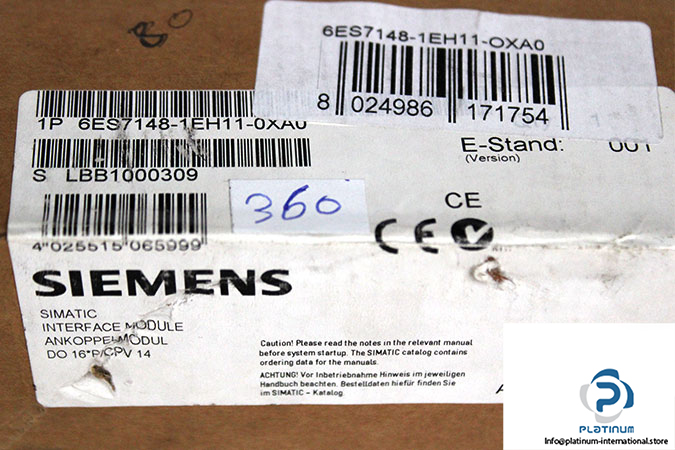 6ES7148-1EH11-OXA0
8 024986 171754
1P 6ES7148-1EH11-0XA0
E-Stand: 001
(Version)
S LBB1000309
360
CE
CE
4 025515 065999
SIEMENS
SIMATIC
INTERFACE MODULE
ANKOPPELMODUL
DO 16*P/CPV 14
Caution! Please read the notes in the relevant manual
before system startup. The SIMATIC catalog contains
ordering data for the manuals.
ACHTUNG! Vor Inbetriebnahme Hinweis im jeweiligen
Handbuch beachten. Bestelldaten hiefür finden Sie
im SIMATIC - Katalog.
PLATINUM
Info@platinum-international.store